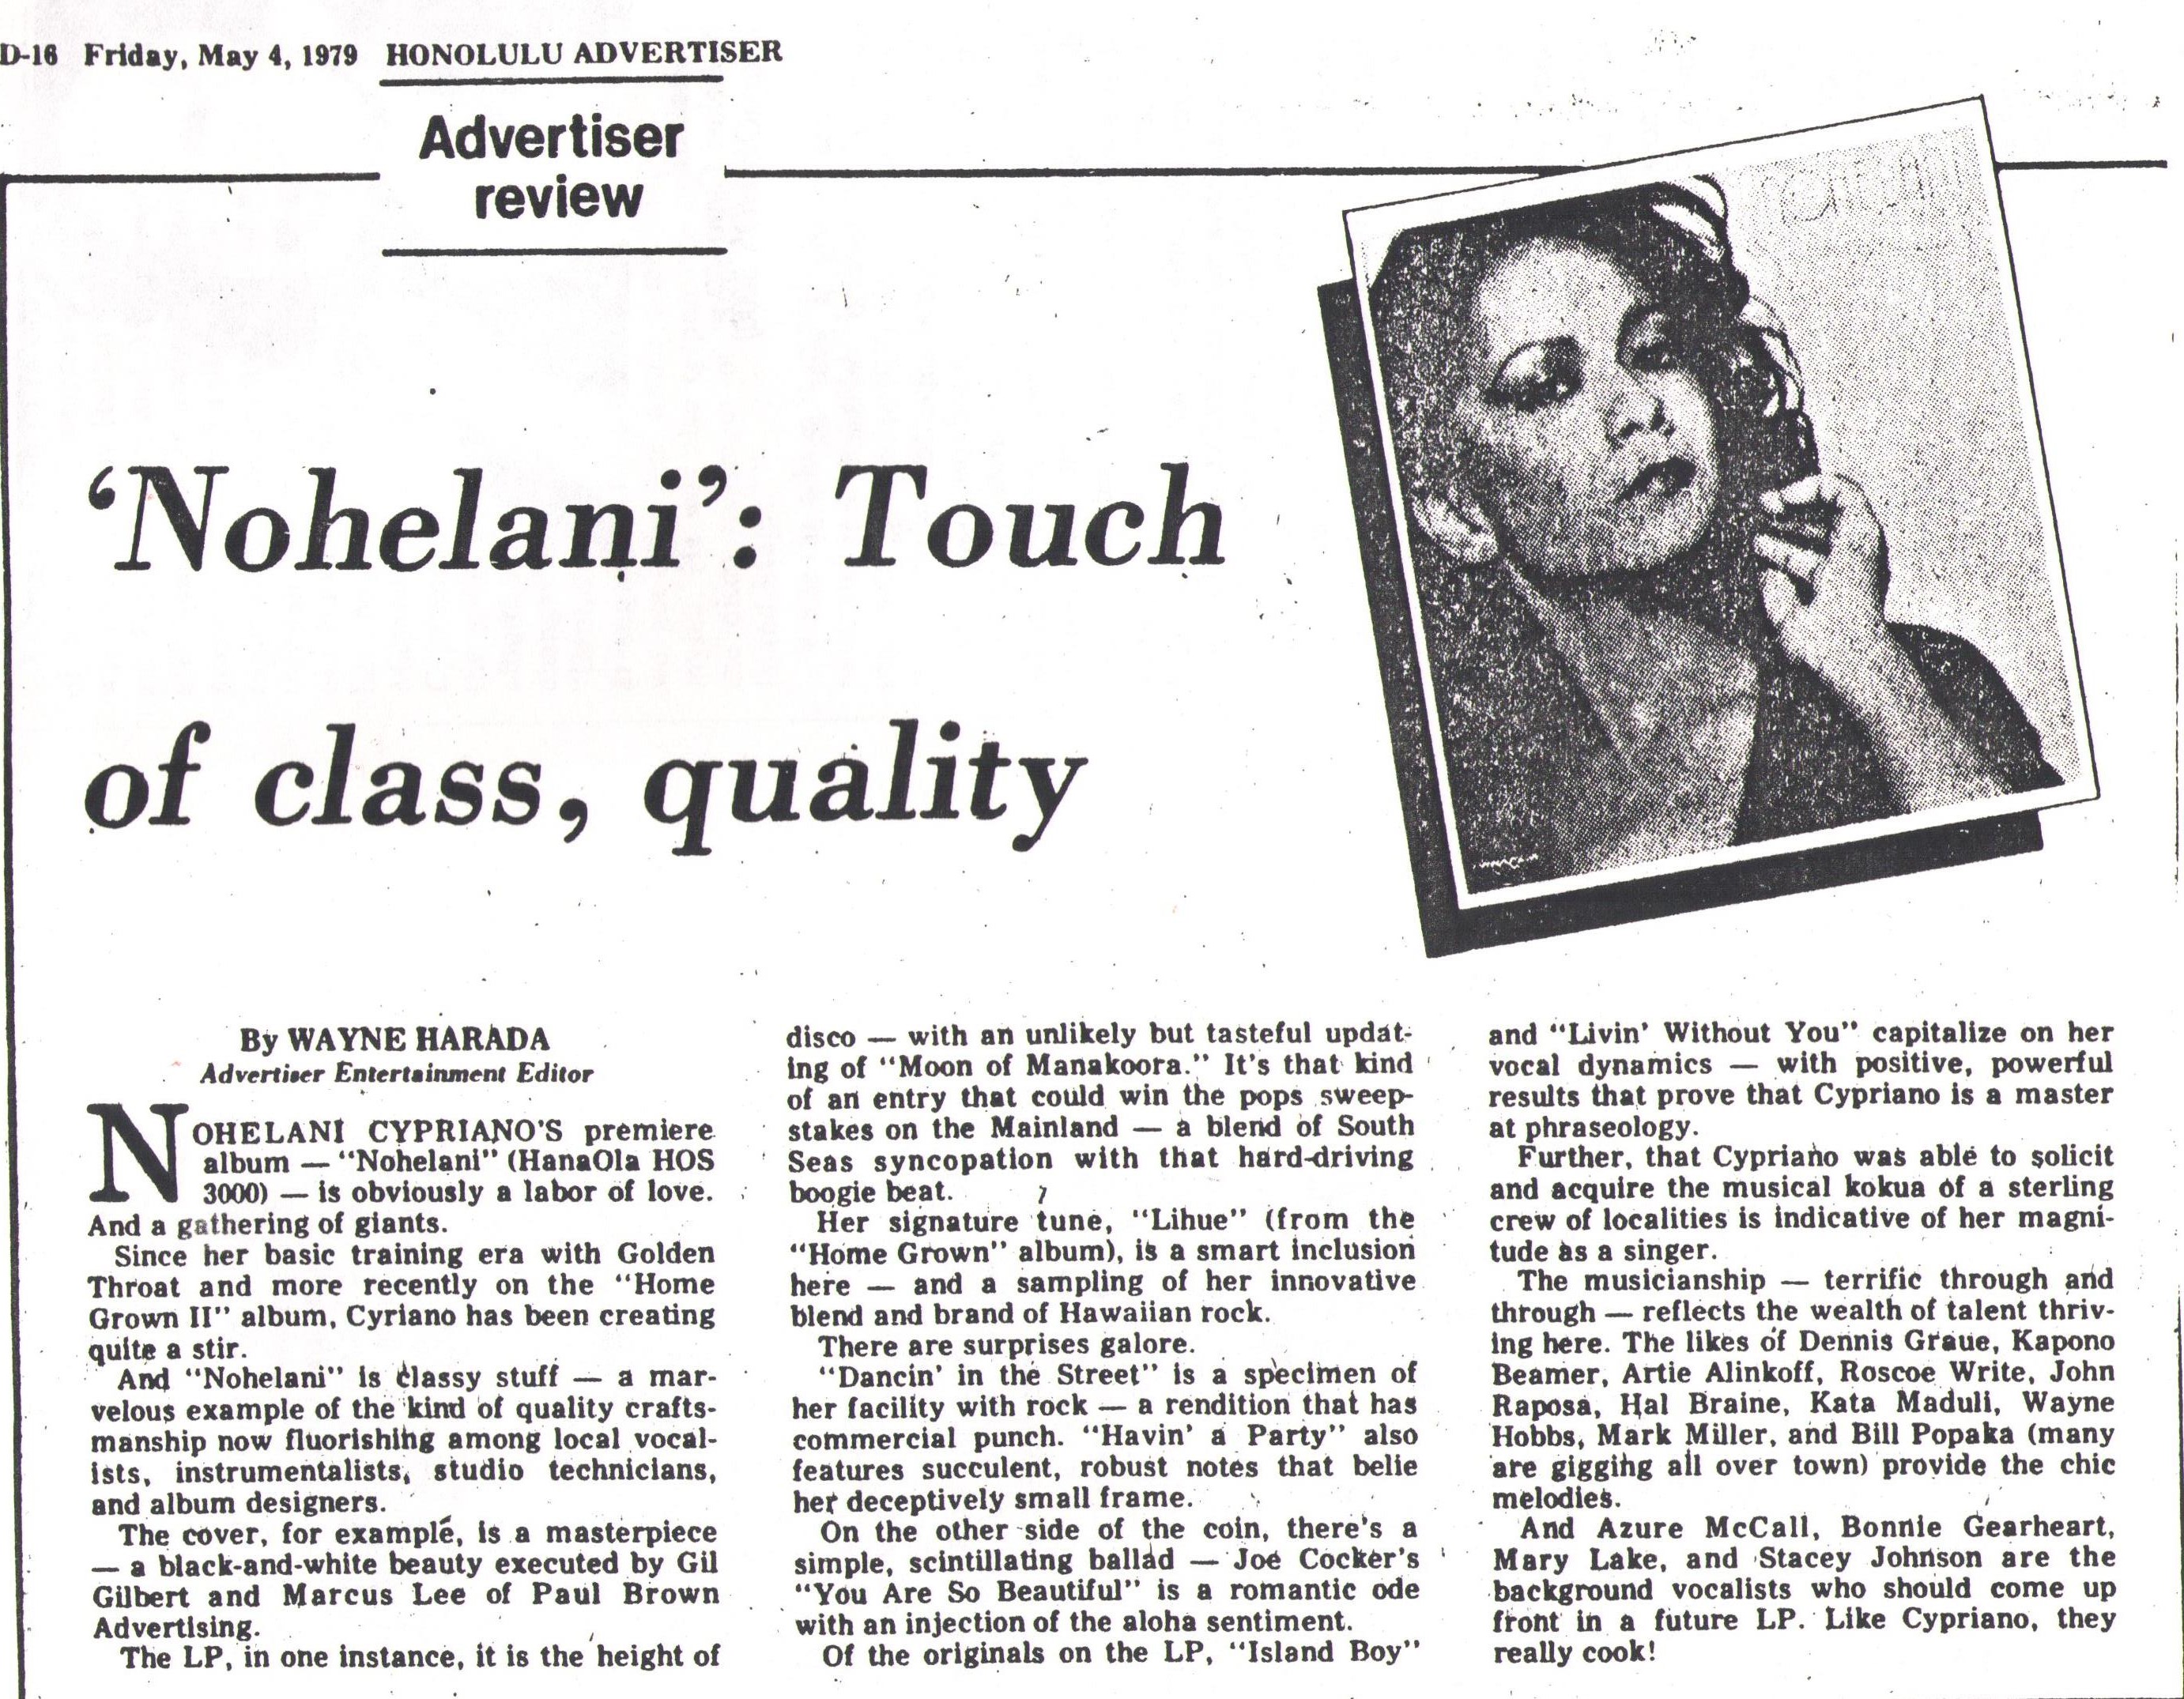 D-16 Friday, May 4, 1979 HONOLULU ADVERTISER
Advertiser
review
‘Nohelani’: Touch
of class, quality
By WAYNE HARADA
Advertiser Entertainment Editor
NOHELANI CYPRIANO'S premiere
album — “Nohelani” (HanaOla HOS
3000) — is obviously a labor of love.
And a gathering of giants.
Since her basic training era with Golden
Throat and more recently on the “Home
Grown II” album, Cyriano has been creating
quite a stir.
And “Nohelani” is classy stuff — a mar-
velous example of the kind of quality crafts-
manship now fluorishing among local vocal-
ists, instrumentalists, studio technicians,
and album designers.
The cover, for example, is a masterpiece
— a black-and-white beauty executed by Gil
Gilbert and Marcus Lee of Paul Brown
Advertising.
The LP, in one instance, it is the height of
disco — with an unlikely but tasteful updat-
ing of “Moon of Manakoora.” It's that kind
of an entry that could win the pops sweep-
stakes on the Mainland — a blend of South
Seas syncopation with that hard-driving
boogie beat.
Her signature tune, “Lihue” (from the
“Home Grown” album), is a smart inclusion
here — and a sampling of her innovative
blend and brand of Hawaiian rock.
There are surprises galore.
“Dancin' in the Street” is a specimen of
her facility with rock — a rendition that has
commercial punch. “Havin' a Party” also
features succulent, robust notes that belie
her deceptively small frame.
On the other side of the coin, there's a
simple, scintillating ballad — Joe Cocker's
“You Are So Beautiful” is a romantic ode
with an injection of the aloha sentiment.
Of the originals on the LP, “Island Boy”
and “Livin' Without You” capitalize on her
vocal dynamics — with positive, powerful
results that prove that Cypriano is a master
at phraseology.
Further, that Cypriano was able to solicit
and acquire the musical kokua of a sterling
crew of localities is indicative of her magni-
tude as a singer.
The musicianship — terrific through and
through — reflects the wealth of talent thriv-
ing here. The likes of Dennis Graue, Kapono
Beamer, Artie Alinkoff, Roscoe Write, John
Raposa, Hal Braine, Kata Maduli, Wayne
Hobbs, Mark Miller, and Bill Popaka (many
are gigging all over town) provide the chic
melodies.
And Azure McCall, Bonnie Gearheart,
Mary Lake, and Stacey Johnson are the
background vocalists who should come up
front in a future LP. Like Cypriano, they
really cook!